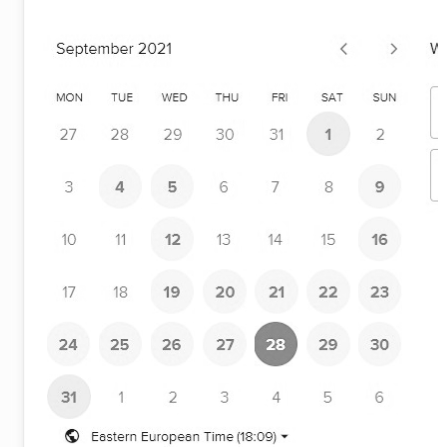 September 2021
MON TUE WED THU FRI SAT SUN
27 28 29 30 31 1 2
3 4 5 6 7 8 9
10 11 12 13 14 15 16
17 18 19 20 21 22 23
24 25 26 27 28 29 30
31 1 2 3 4 5 6
Eastern European Time (18:09)